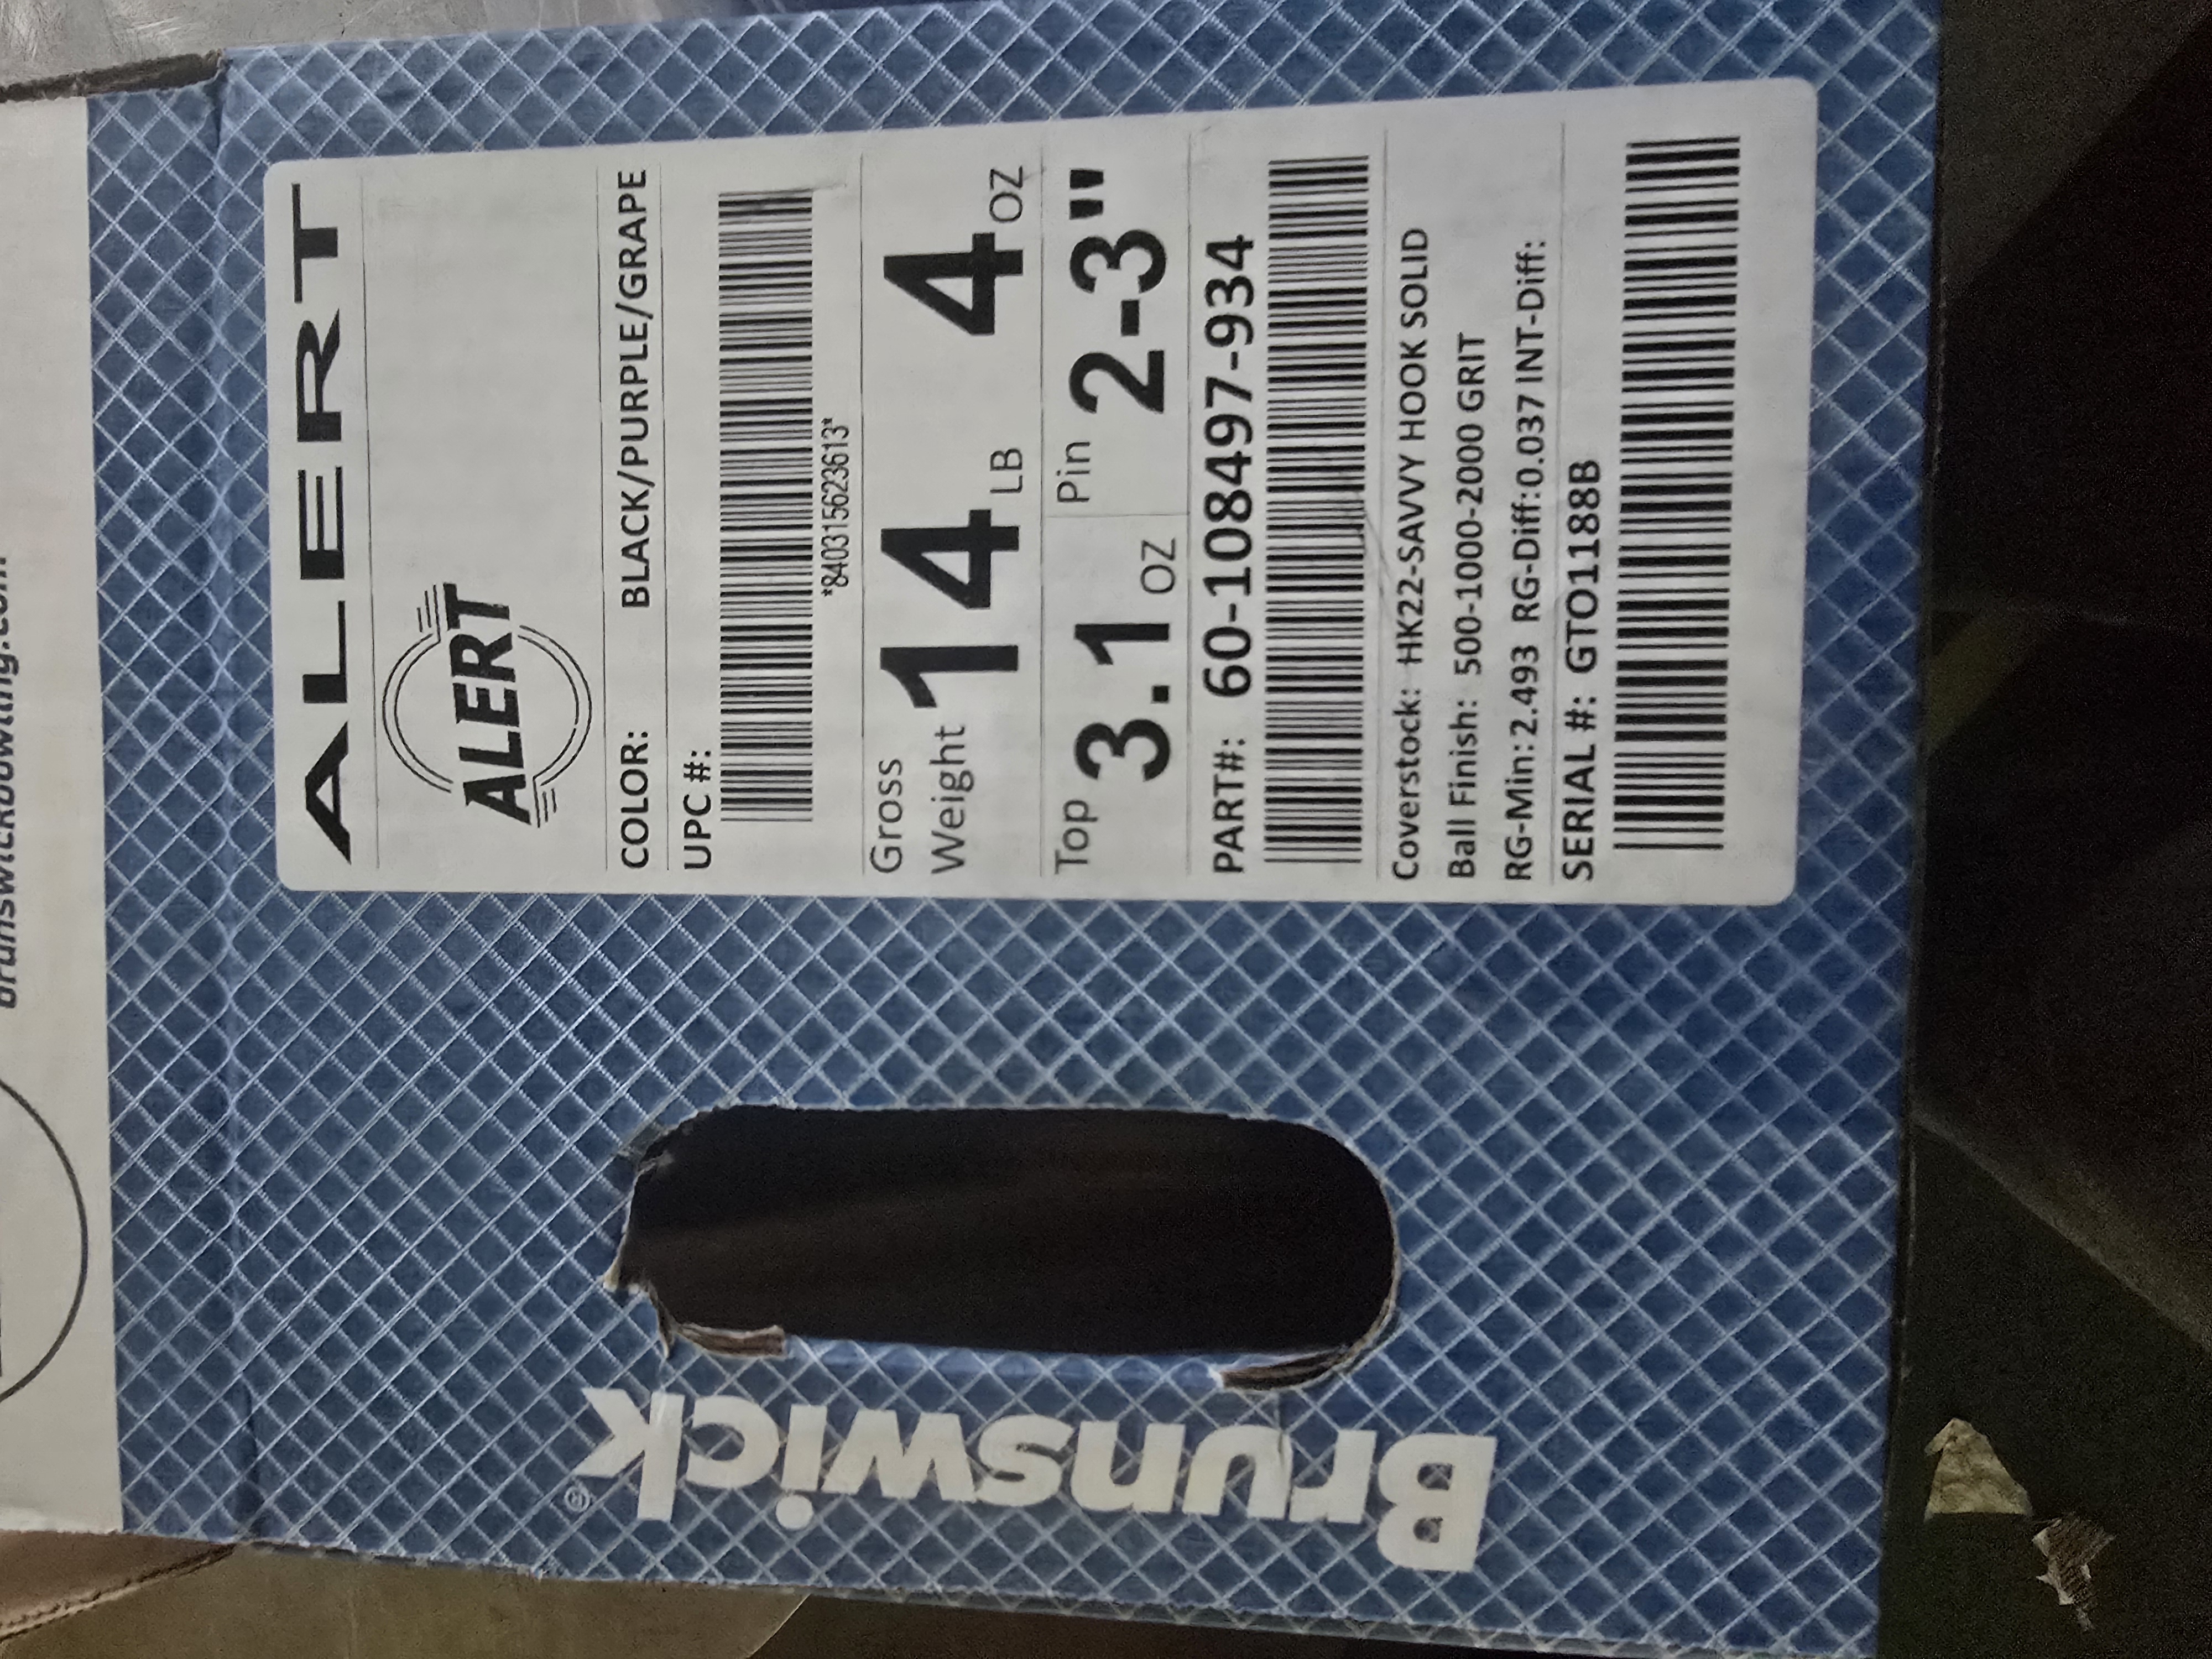 brunswickbowling.com
ALERT
ALERT
COLOR: BLACK/PURPLE/GRAPE
UPC #:
*840315623613*
Gross Weight 14 LB 4 OZ
Top 3.1 OZ Pin 2-3"
PART#: 60-108497-934
Coverstock: HK22-SAVVY HOOK SOLID
Ball Finish: 500-1000-2000 GRIT
RG-Min:2.493 RG-Diff:0.037 INT-Diff:
SERIAL #: GTO1188B
Brunswick®